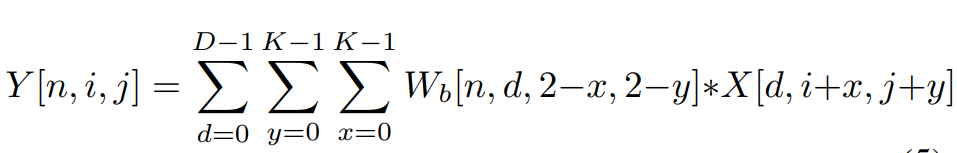 Y[n, i, j] = \sum_{d=0}^{D-1} \sum_{y=0}^{K-1} \sum_{x=0}^{K-1} W_b[n, d, 2−x, 2−y]∗X[d, i+x, j+y]